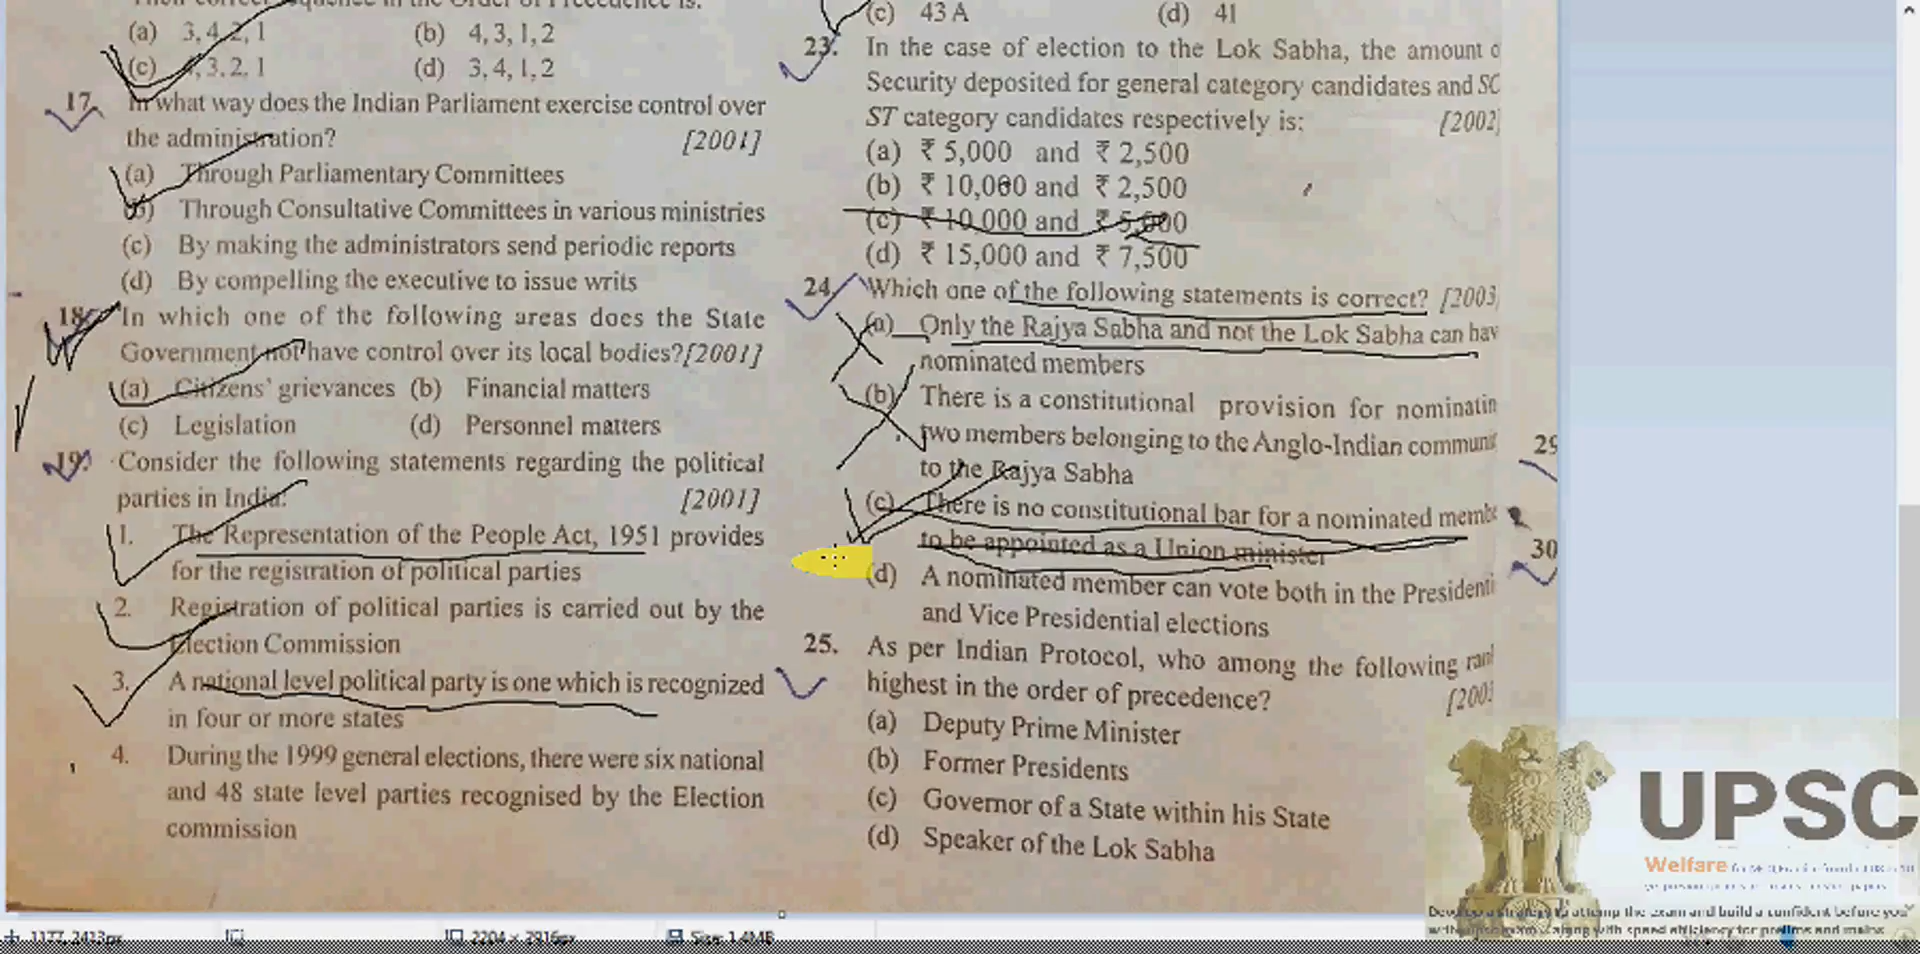 (a) 3, 4, 2, 1 (b) 4, 3, 1, 2
(c) 4, 3, 2, 1 (d) 3, 4, 1, 2
17. In what way does the Indian Parliament exercise control over
the administration? [2001]
(a) Through Parliamentary Committees
(b) Through Consultative Committees in various ministries
(c) By making the administrators send periodic reports
(d) By compelling the executive to issue writs
18. In which one of the following areas does the State
Government not have control over its local bodies? [2001]
(a) Citizens' grievances (b) Financial matters
(c) Legislation (d) Personnel matters
19. Consider the following statements regarding the political
parties in India: [2001]
1. The Representation of the People Act, 1951 provides
for the registration of political parties
2. Registration of political parties is carried out by the
Election Commission
3. A national level political party is one which is recognized
in four or more states
4. During the 1999 general elections, there were six national
and 48 state level parties recognised by the Election
commission
(c) 43 A (d) 41
23. In the case of election to the Lok Sabha, the amount o
Security deposited for general category candidates and SC
ST category candidates respectively is: [2002]
(a) ₹ 5,000 and ₹ 2,500
(b) ₹ 10,000 and ₹ 2,500
(c) ₹ 10,000 and ₹ 5,000
(d) ₹ 15,000 and ₹ 7,500
24. Which one of the following statements is correct? [2003]
(a) Only the Rajya Sabha and not the Lok Sabha can hav
nominated members
(b) There is a constitutional provision for nominatin
two members belonging to the Anglo-Indian communi
to the Rajya Sabha
(c) There is no constitutional bar for a nominated membe
to be appointed as a Union minister
(d) A nominated member can vote both in the Presidenti
and Vice Presidential elections
25. As per Indian Protocol, who among the following ran
highest in the order of precedence? [200
(a) Deputy Prime Minister
(b) Former Presidents
(c) Governor of a State within his State
(d) Speaker of the Lok Sabha
29
30
UPSC
Welfare
1177, 2413px 2204 × 2916px Size: 1.4MB